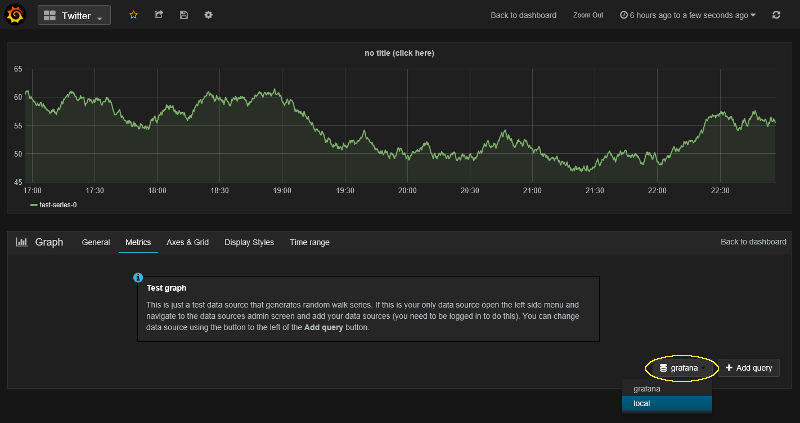 Twitter
Back to dashboard
Zoom Out
6 hours ago to a few seconds ago
no title (click here)
65
60
55
50
45
17:00 17:30 18:00 18:30 19:00 19:30 20:00 20:30 21:00 21:30 22:00 22:30
test-series-0
Graph
General Metrics Axes & Grid Display Styles Time range
Back to dashboard
Test graph
This is just a test data source that generates random walk series. If this is your only data source open the left side menu and
navigate to the data sources admin screen and add your data sources (you need to be logged in to do this). You can change
data source using the button to the left of the Add query button.
grafana
Add query
grafana
local